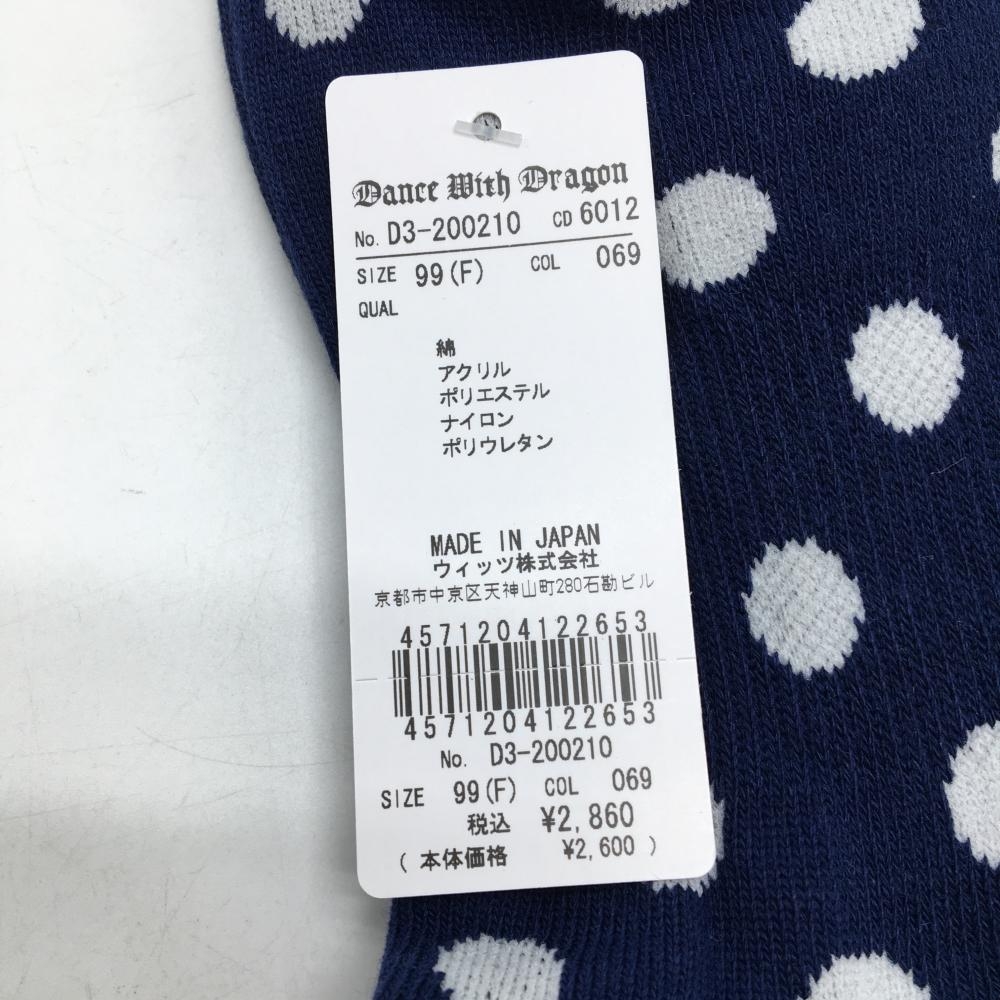 Dance With Dragon
No. D3-200210 CD 6012
SIZE 99(F) COL 069
QUAL
綿
アクリル
ポリエステル
ナイロン
ポリウレタン
MADE IN JAPAN
ウィッツ株式会社
京都市中京区天神山町280石勘ビル
4571204122653
4571204122653
No. D3-200210
SIZE 99(F) COL 069
税込 ¥2,860
( 本体価格 ¥2,600 )